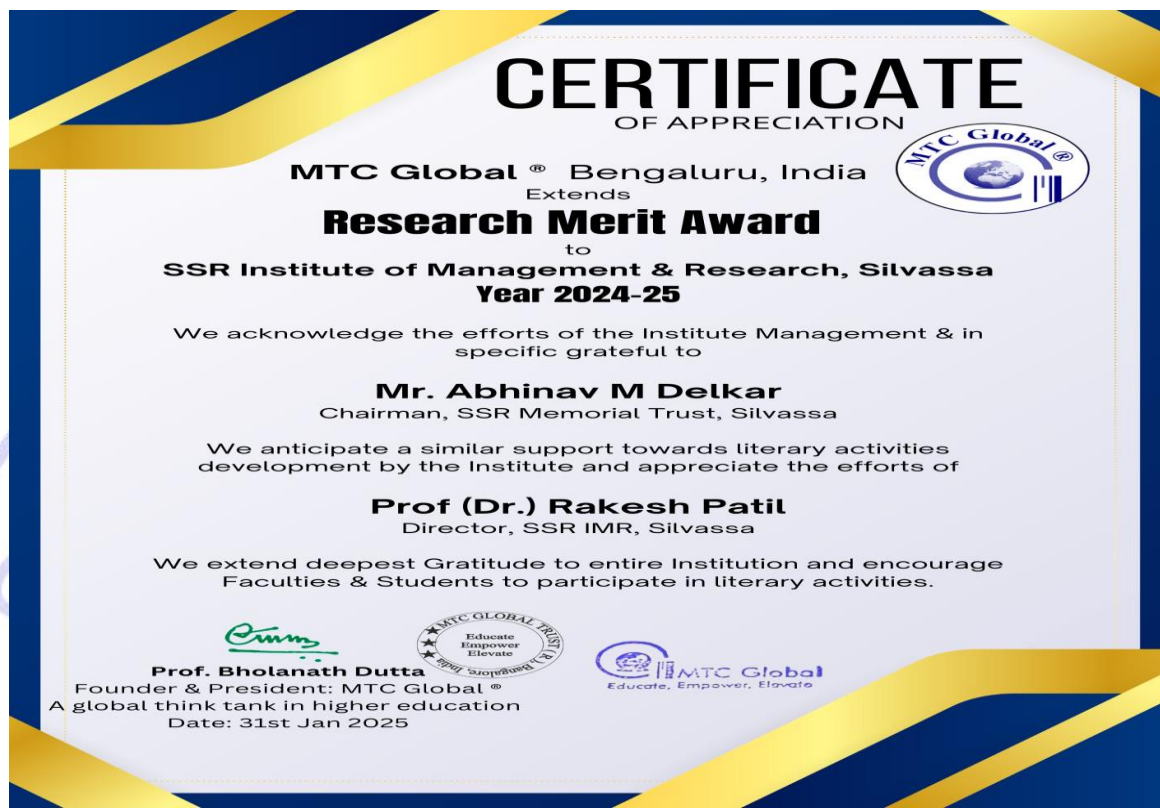 CERTIFICATE
OF APPRECIATION
MTC Global ®
MTC Global ® Bengaluru, India
Extends
Research Merit Award
to
SSR Institute of Management & Research, Silvassa
Year 2024-25
We acknowledge the efforts of the Institute Management & in
specific grateful to
Mr. Abhinav M Delkar
Chairman, SSR Memorial Trust, Silvassa
We anticipate a similar support towards literary activities
development by the Institute and appreciate the efforts of
Prof (Dr.) Rakesh Patil
Director, SSR IMR, Silvassa
We extend deepest Gratitude to entire Institution and encourage
Faculties & Students to participate in literary activities.
MTC GLOBAL TRUST (R.), Bangalore, India
Educate
Empower
Elevate
MTC Global
Educate, Empower, Elevate
Prof. Bholanath Dutta
Founder & President: MTC Global ®
A global think tank in higher education
Date: 31st Jan 2025